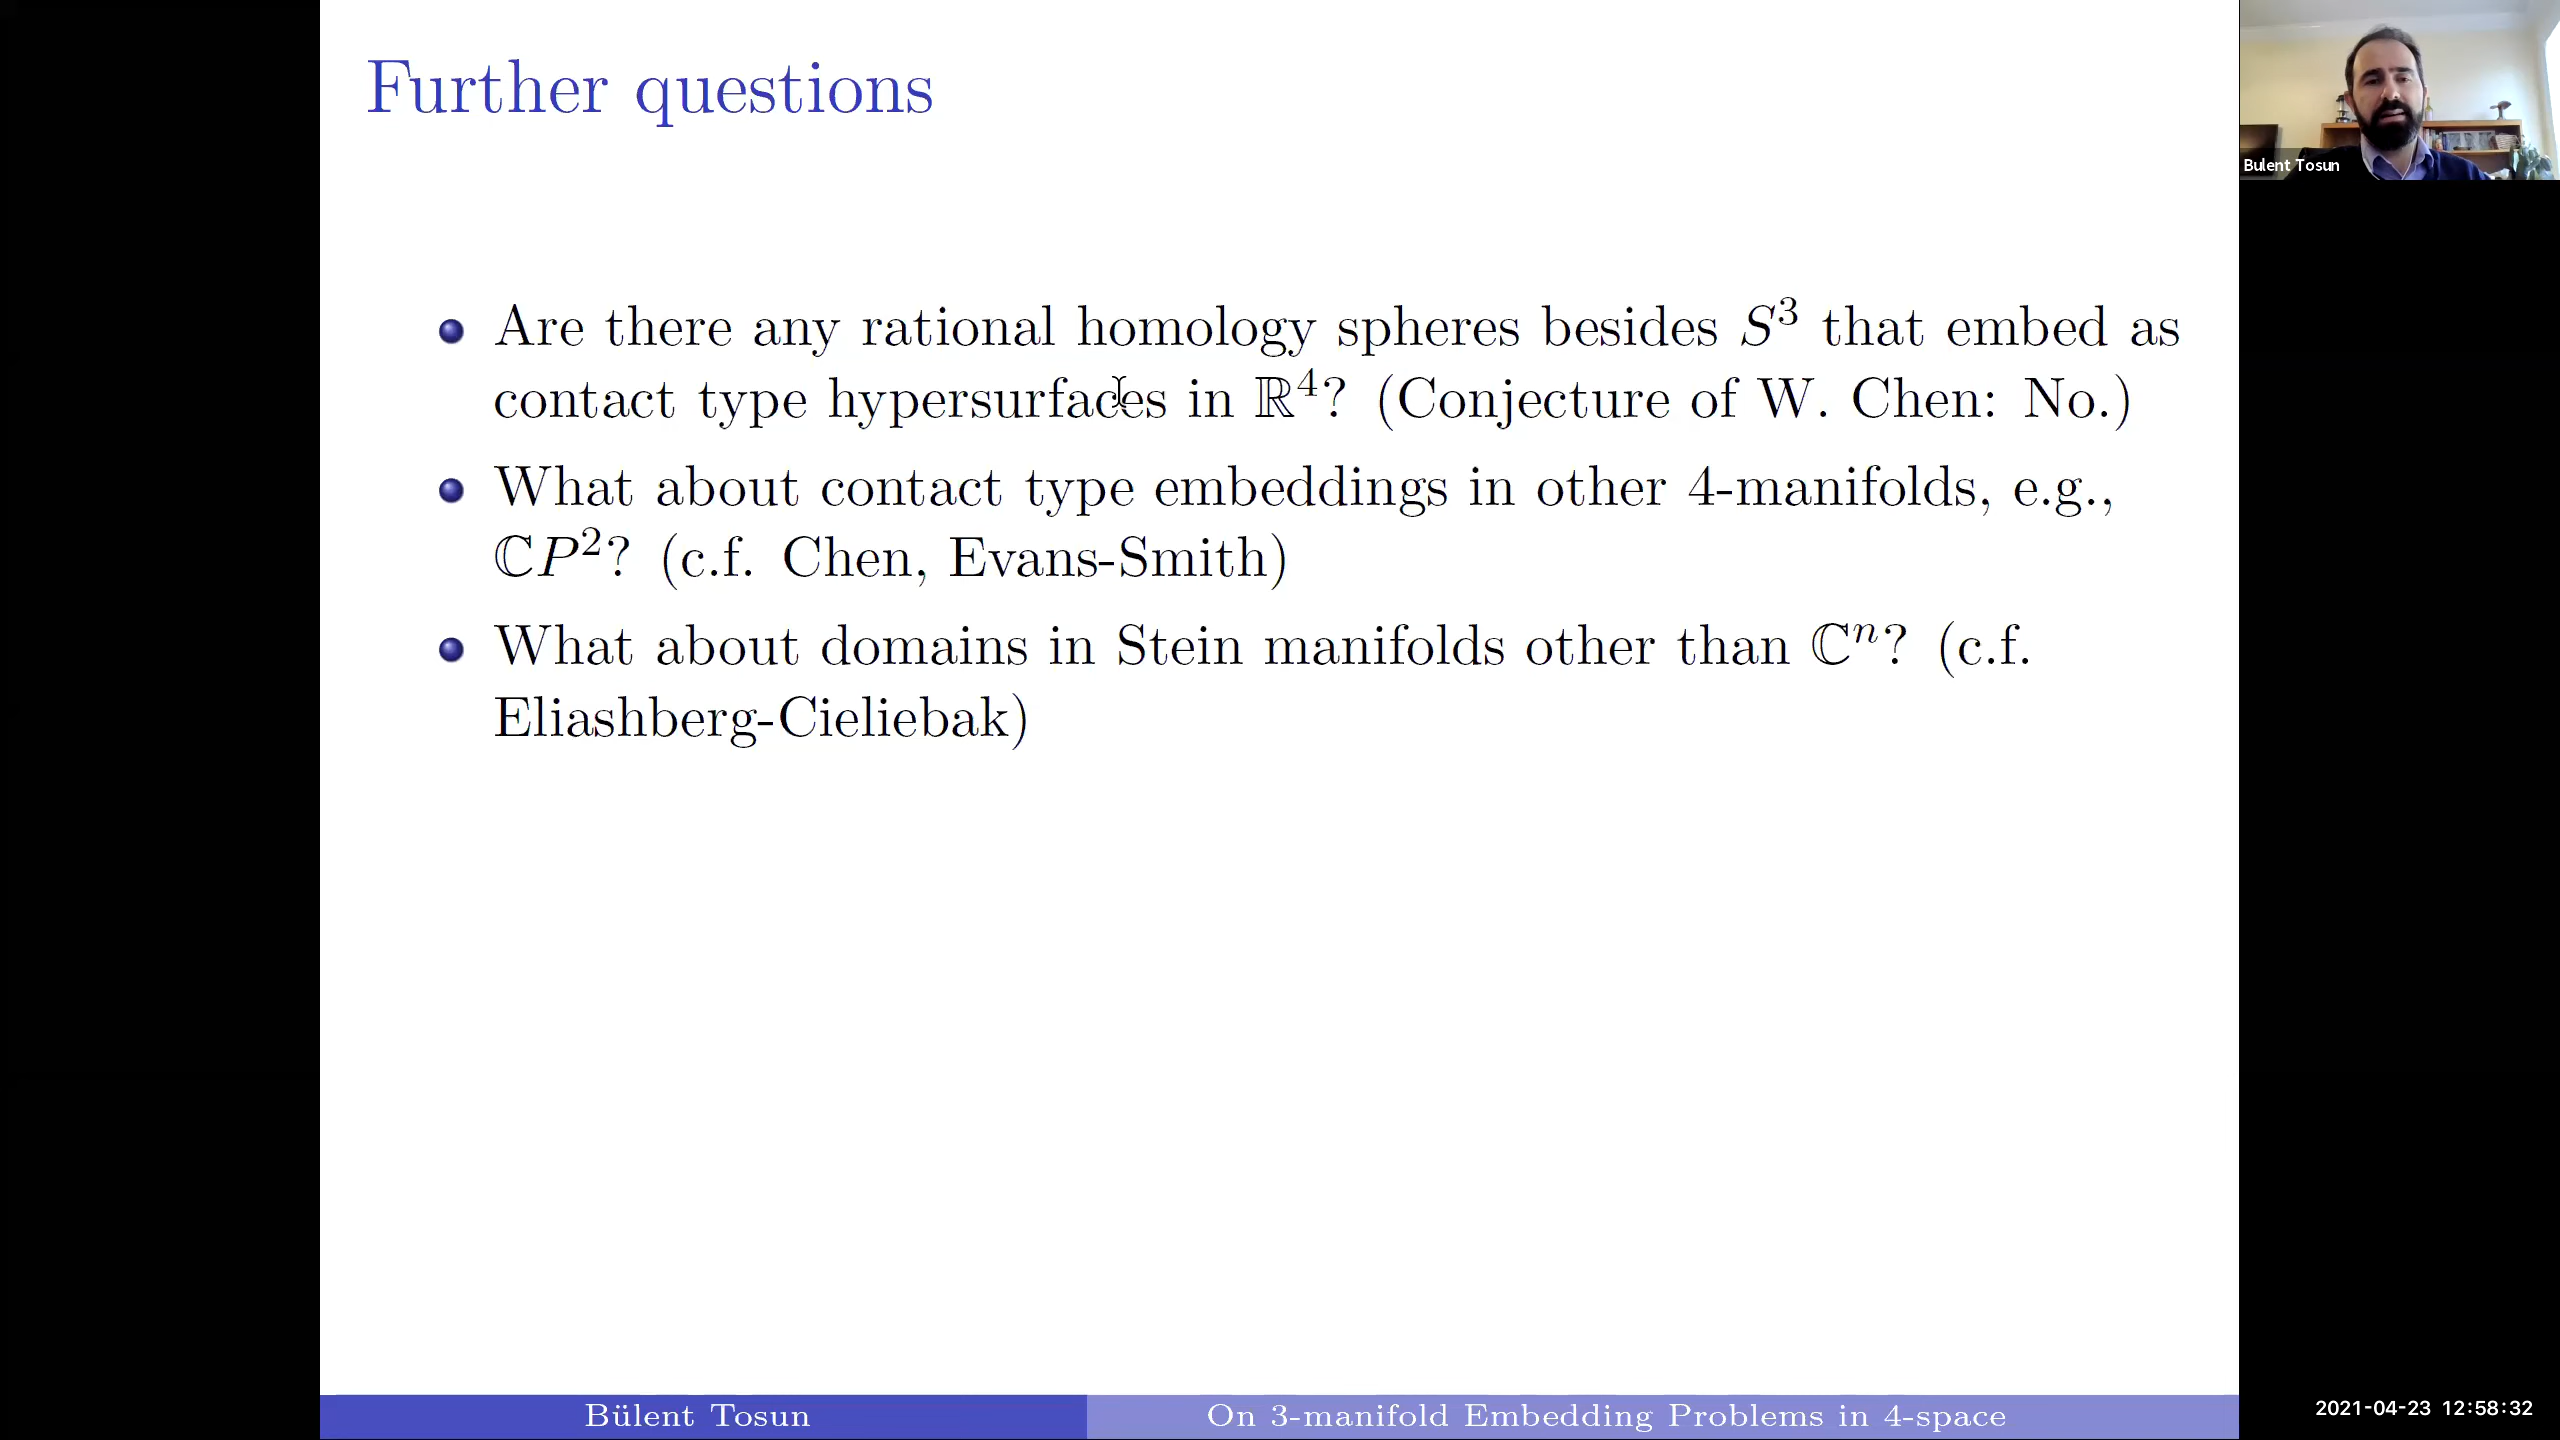 Further questions
Bulent Tosun
Are there any rational homology spheres besides S³ that embed as
contact type hypersurfaces in ℝ⁴? (Conjecture of W. Chen: No.)
What about contact type embeddings in other 4-manifolds, e.g.,
ℂP²? (c.f. Chen, Evans-Smith)
What about domains in Stein manifolds other than ℂⁿ? (c.f.
Eliashberg-Cieliebak)
Bülent Tosun
On 3-manifold Embedding Problems in 4-space
2021-04-23 12:58:32